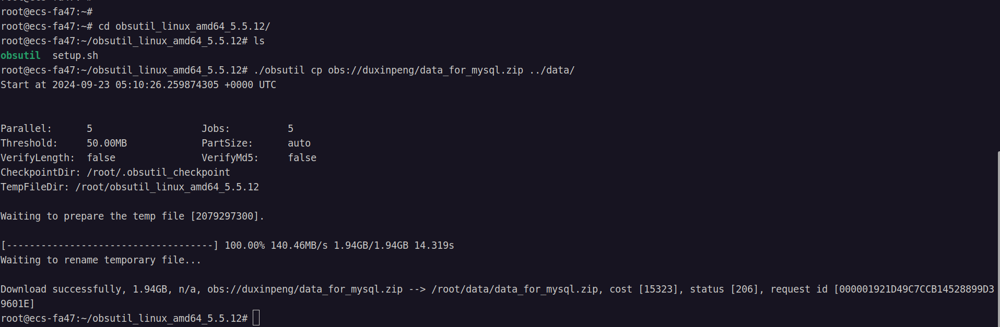 root@ecs-fa47:~#
root@ecs-fa47:~# cd obsutil_linux_amd64_5.5.12/
root@ecs-fa47:~/obsutil_linux_amd64_5.5.12# ls
obsutil  setup.sh
root@ecs-fa47:~/obsutil_linux_amd64_5.5.12# ./obsutil cp obs://duxinpeng/data_for_mysql.zip ../data/
Start at 2024-09-23 05:10:26.259874305 +0000 UTC
Parallel:      5                   Jobs:          5
Threshold:     50.00MB             PartSize:      auto
VerifyLength:  false               VerifyMd5:     false
CheckpointDir: /root/.obsutil_checkpoint
TempFileDir: /root/obsutil_linux_amd64_5.5.12
Waiting to prepare the temp file [2079297300].
[------------------------------------] 100.00% 140.46MB/s 1.94GB/1.94GB 14.319s
Waiting to rename temporary file...
Download successfully, 1.94GB, n/a, obs://duxinpeng/data_for_mysql.zip --> /root/data/data_for_mysql.zip, cost [15323], status [206], request id [000001921D49C7CCB14528899D3
9601E]
root@ecs-fa47:~/obsutil_linux_amd64_5.5.12#